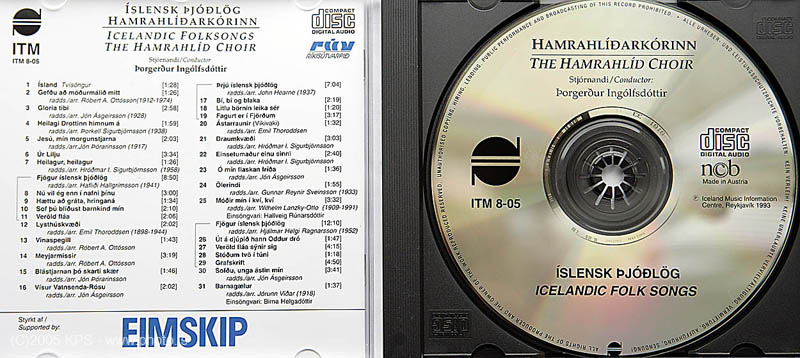 ÍSLENSK ÞJÓÐLÖG
HAMRAHLÍÐARKÓRINN
ICELANDIC FOLKSONGS
THE HAMRAHLID CHOIR
Þorgerður Ingólfsdóttir
ITM
ITM 8-05
COMPACT
disc
DIGITAL AUDIO
RÚV
RÍKISÚTVARPIÐ
1 Ísland Tvísöngur [1:28]
2 Gefðu að móðurmálið mitt [1:26]
radds./arr. Róbert A. Ottósson(1912-1974)
3 Gloria tibi [2:58]
radds./arr. Jón Ásgeirsson (1928)
4 Heilagi Drottinn himnum á [1:59]
radds./arr. Þorkell Sigurbjörnsson (1938)
5 Jesú, mín morgunstjarna [2:03]
radds./arr Jón Þórarinsson (1917)
6 Úr Lilju [3:34]
7 Heilagur, heilagur [1:26]
radds./arr. Hróðmar I. Sigurbjörnsson (1958)
Fjögur íslensk þjóðlög [8:50]
radds./arr. Hafliði Hallgrímsson (1941)
8 Nú vil ég enn í nafni þínu [3:00]
9 Hættu að gráta, hringaná [1:34]
10 Sof þú blíðust barnkind mín [2:10]
11 Veröld fláa [2:06]
12 Lysthúskvæði [2:02]
radds./arr. Emil Thoroddsen (1898-1944)
13 Vinaspegill [1:43]
radds./arr. Róbert A. Ottósson
14 Meyjarmissir [3:19]
radds./arr. Róbert A. Ottósson
15 Blástjarnan þó skarti skær [1:46]
radds./arr. Jón Þórarinsson
16 Vísur Vatnsenda-Rósu [2:02]
radds./arr. Jón Ásgeirsson
Þrjú íslensk þjóðlög [7:04]
radds./arr. John Hearne (1937)
17 Bí, bí og blaka [2:19]
18 Litlu börnin leika sér [1:20]
19 Fagurt er í Fjörðum [3:17]
20 Ástarraunir (Vikivaki) [1:32]
radds./arr. Emil Thoroddsen
21 Draumkvæði [3:03]
radds./arr. Hróðmar I. Sigurbjörnsson
22 Einsetumaður einu sinni [2:40]
radds./arr. Hróðmar I. Sigurbjörnsson
23 Ó mín flaskan fríða [1:36]
radds./arr. Jón Ásgeirsson
24 Ólerindi [1:55]
radds./arr. Gunnar Reynir Sveinsson (1933)
25 Móðir mín í kví, kví [3:32]
radds./arr. Wilhelm Lanzky-Otto (1909-1991)
Einsöngvari: Hallveig Rúnarsdóttir
Fjögur íslensk þjóðlög [12:10]
radds./arr. Hjálmar Helgi Ragnarsson (1952)
26 Út á djúpið hann Oddur dró [1:47]
27 Veröld fláa sýnir sig [4:15]
28 Stóðum tvö í túni [1:18]
29 Grafskrift [4:50]
30 Sofðu, unga ástin mín [3:41]
radds./arr. Jón Ásgeirsson
31 Barnagælur [1:37]
radds./arr. Jórunn Viðar (1918)
Einsöngvari: Birna Helgadóttir
Styrkt af /
Supported by:
EIMSKIP
(C)2005 KPS - www.photo.
HAMRAHLÍÐARKÓRINN
THE HAMRAHLID CHOIR
Stjórnandi/Conductor:
Þorgerður Ingólfsdóttir
ITM 8-05
COMPACT
disc
DIGITAL AUDIO
ncb
Made in Austria
Iceland Music Information
Centre, Reykjavík 1993
ÍSLENSK ÞJÓÐLÖG
ICELANDIC FOLK SONGS